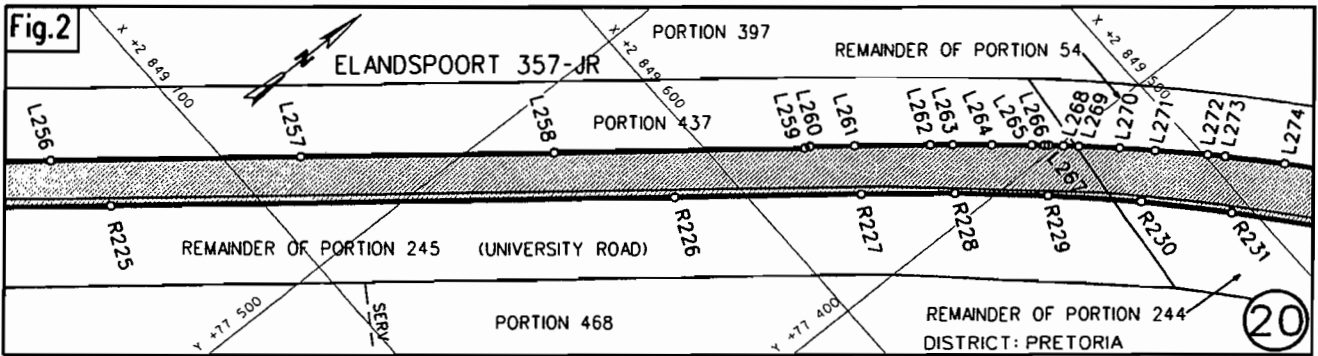 Fig.2
N
X +2 849 700
X +2 849 600
X +2 849 500
PORTION 397
REMAINDER OF PORTION 54
ELANDSPOORT 357-JR
PORTION 437
L256
L257
L258
L259
L260
L261
L262
L263
L264
L265
L266
L267
L268
L269
L270
L271
L272
L273
L274
R225
R226
R227
R228
R229
R230
R231
REMAINDER OF PORTION 245 (UNIVERSITY ROAD)
Y +77 500
SERV
PORTION 468
Y +77 400
REMAINDER OF PORTION 244
DISTRICT: PRETORIA
20